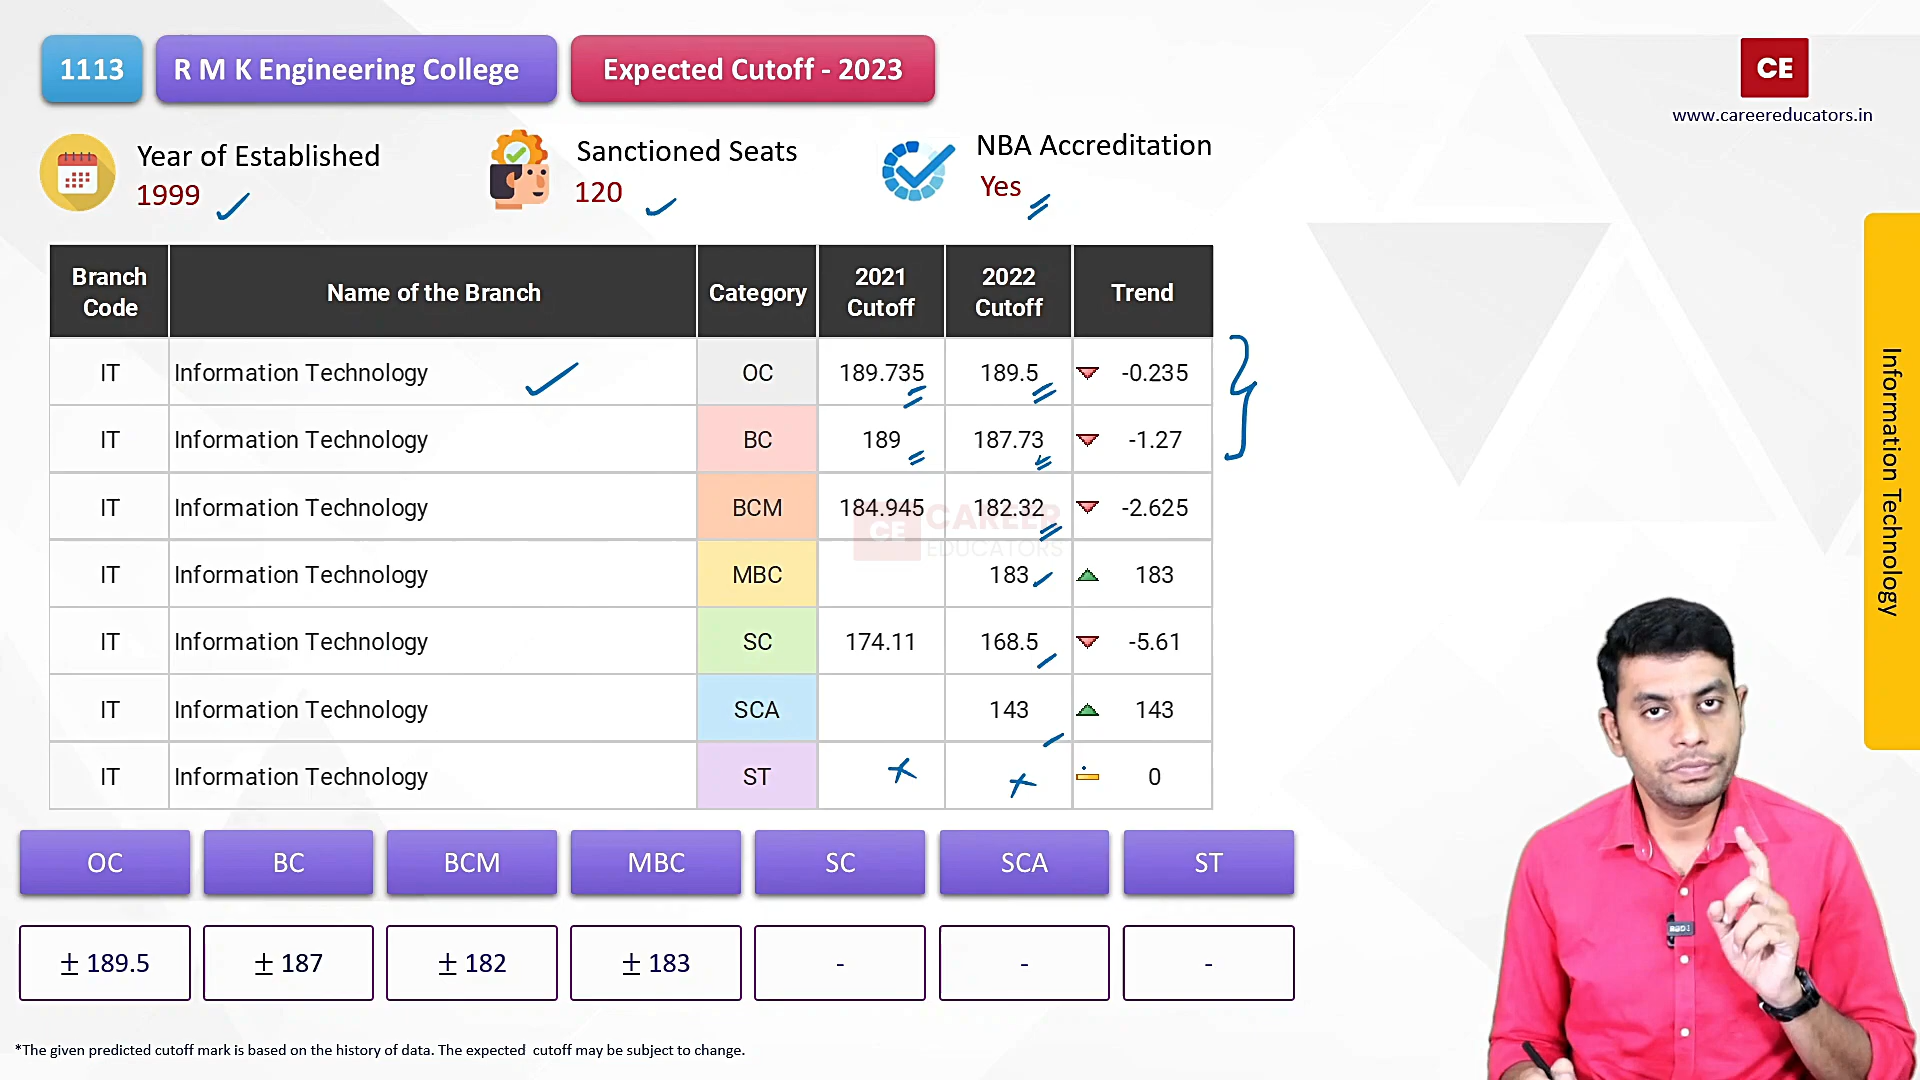 1113
R M K Engineering College
Expected Cutoff - 2023
CE
www.careereducators.in
Year of Established
1999
Sanctioned Seats
120
NBA Accreditation
Yes
Branch Code Name of the Branch Category 2021 Cutoff 2022 Cutoff Trend
IT Information Technology OC 189.735 189.5 -0.235
IT Information Technology BC 189 187.73 -1.27
IT Information Technology BCM 184.945 182.32 -2.625
CE CAREER EDUCATORS
IT Information Technology MBC 183 183
IT Information Technology SC 174.11 168.5 -5.61
IT Information Technology SCA 143 143
IT Information Technology ST 0
Information Technology
OC BC BCM MBC SC SCA ST
± 189.5 ± 187 ± 182 ± 183 - - -
*The given predicted cutoff mark is based on the history of data. The expected cutoff may be subject to change.